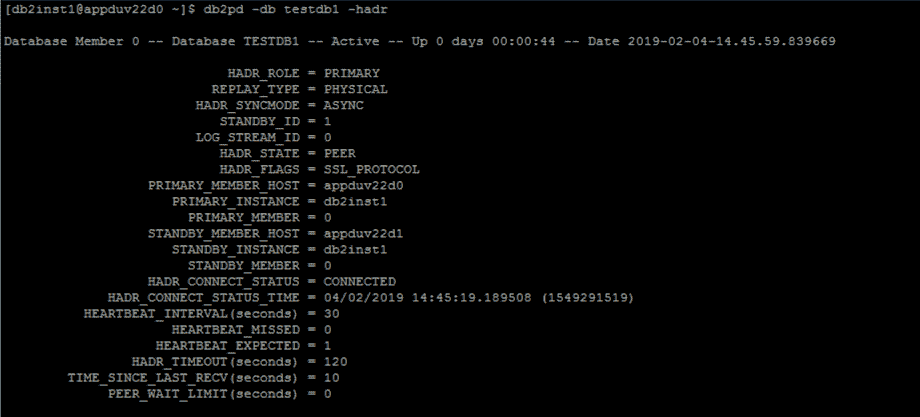 [db2inst1@appduv22d0 ~]$ db2pd -db testdb1 -hadr
Database Member 0 -- Database TESTDB1 -- Active -- Up 0 days 00:00:44 -- Date 2019-02-04-14.45.59.839669
HADR_ROLE = PRIMARY
REPLAY_TYPE = PHYSICAL
HADR_SYNCMODE = ASYNC
STANDBY_ID = 1
LOG_STREAM_ID = 0
HADR_STATE = PEER
HADR_FLAGS = SSL_PROTOCOL
PRIMARY_MEMBER_HOST = appduv22d0
PRIMARY_INSTANCE = db2inst1
PRIMARY_MEMBER = 0
STANDBY_MEMBER_HOST = appduv22d1
STANDBY_INSTANCE = db2inst1
STANDBY_MEMBER = 0
HADR_CONNECT_STATUS = CONNECTED
HADR_CONNECT_STATUS_TIME = 04/02/2019 14:45:19.189508 (1549291519)
HEARTBEAT_INTERVAL(seconds) = 30
HEARTBEAT_MISSED = 0
HEARTBEAT_EXPECTED = 1
HADR_TIMEOUT(seconds) = 120
TIME_SINCE_LAST_RECV(seconds) = 10
PEER_WAIT_LIMIT(seconds) = 0